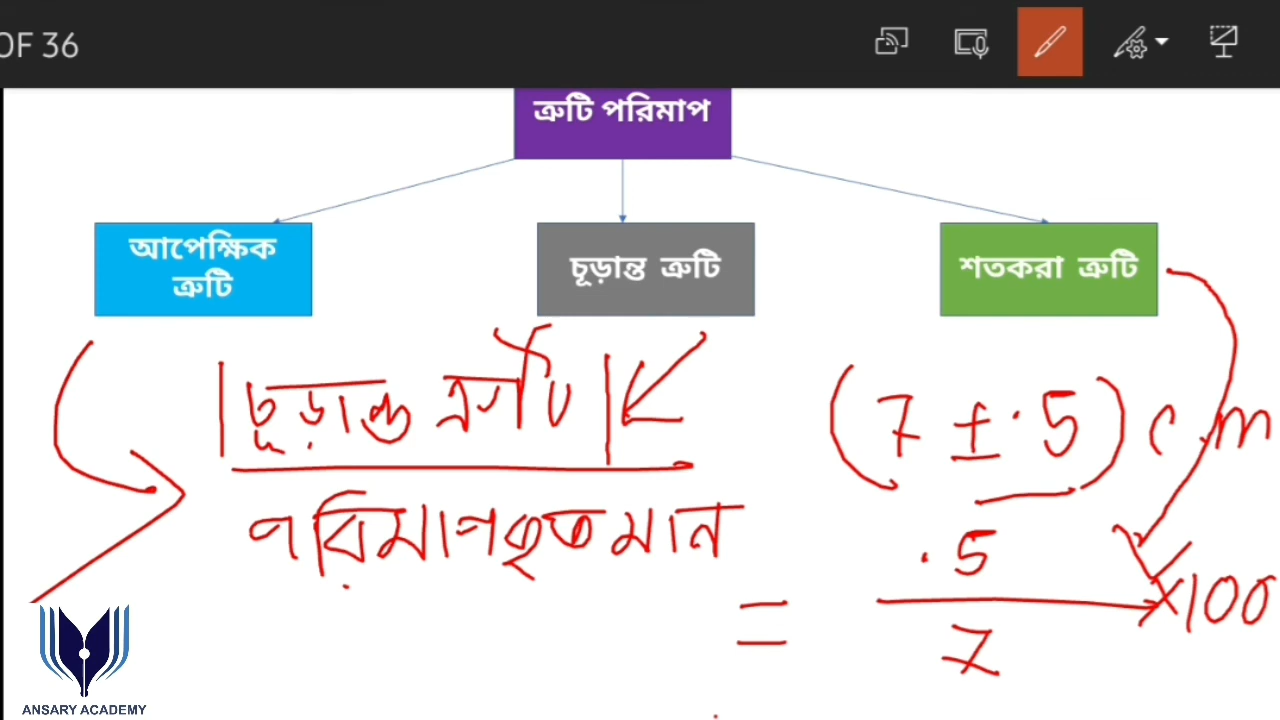 OF 36
ত্রুটি পরিমাপ
আপেক্ষিক
ত্রুটি
চূড়ান্ত ত্রুটি
শতকরা ত্রুটি
|চূড়ান্ত ত্রুটি|
পরিমাপকৃত মান
(7 ± .5) cm
= .5
7
×100
ANSARY ACADEMY